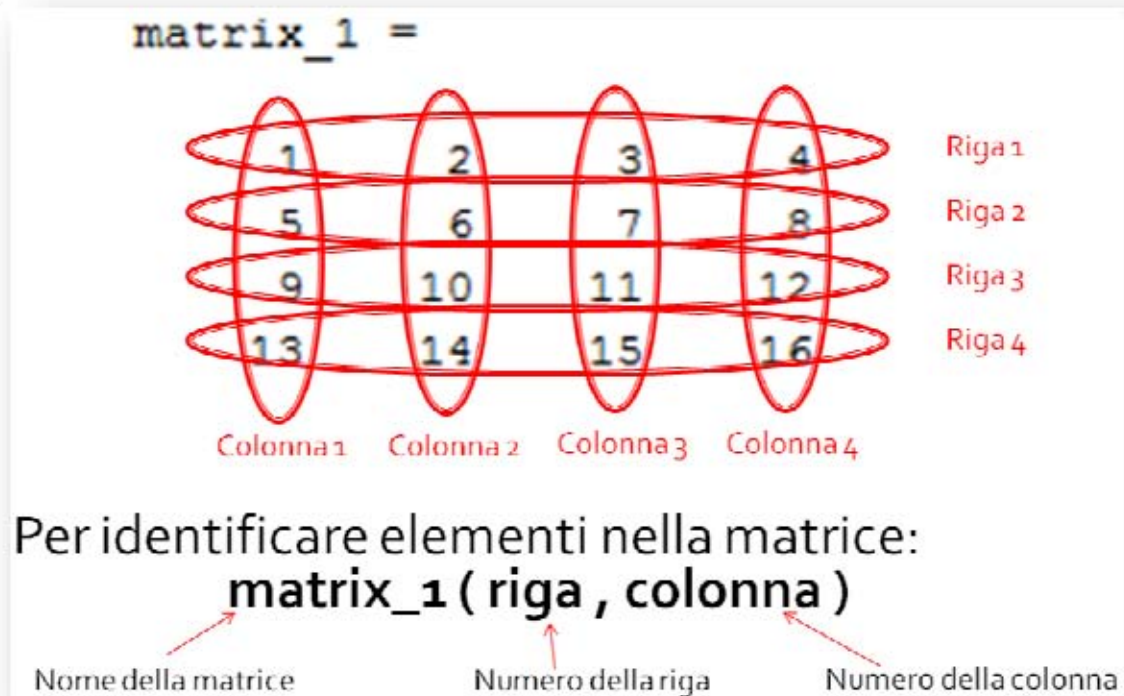 matrix_1 =
1 2 3 4 Riga 1
5 6 7 8 Riga 2
9 10 11 12 Riga 3
13 14 15 16 Riga 4
Colonna 1 Colonna 2 Colonna 3 Colonna 4
Per identificare elementi nella matrice:
matrix_1 ( riga , colonna )
Nome della matrice Numero della riga Numero della colonna